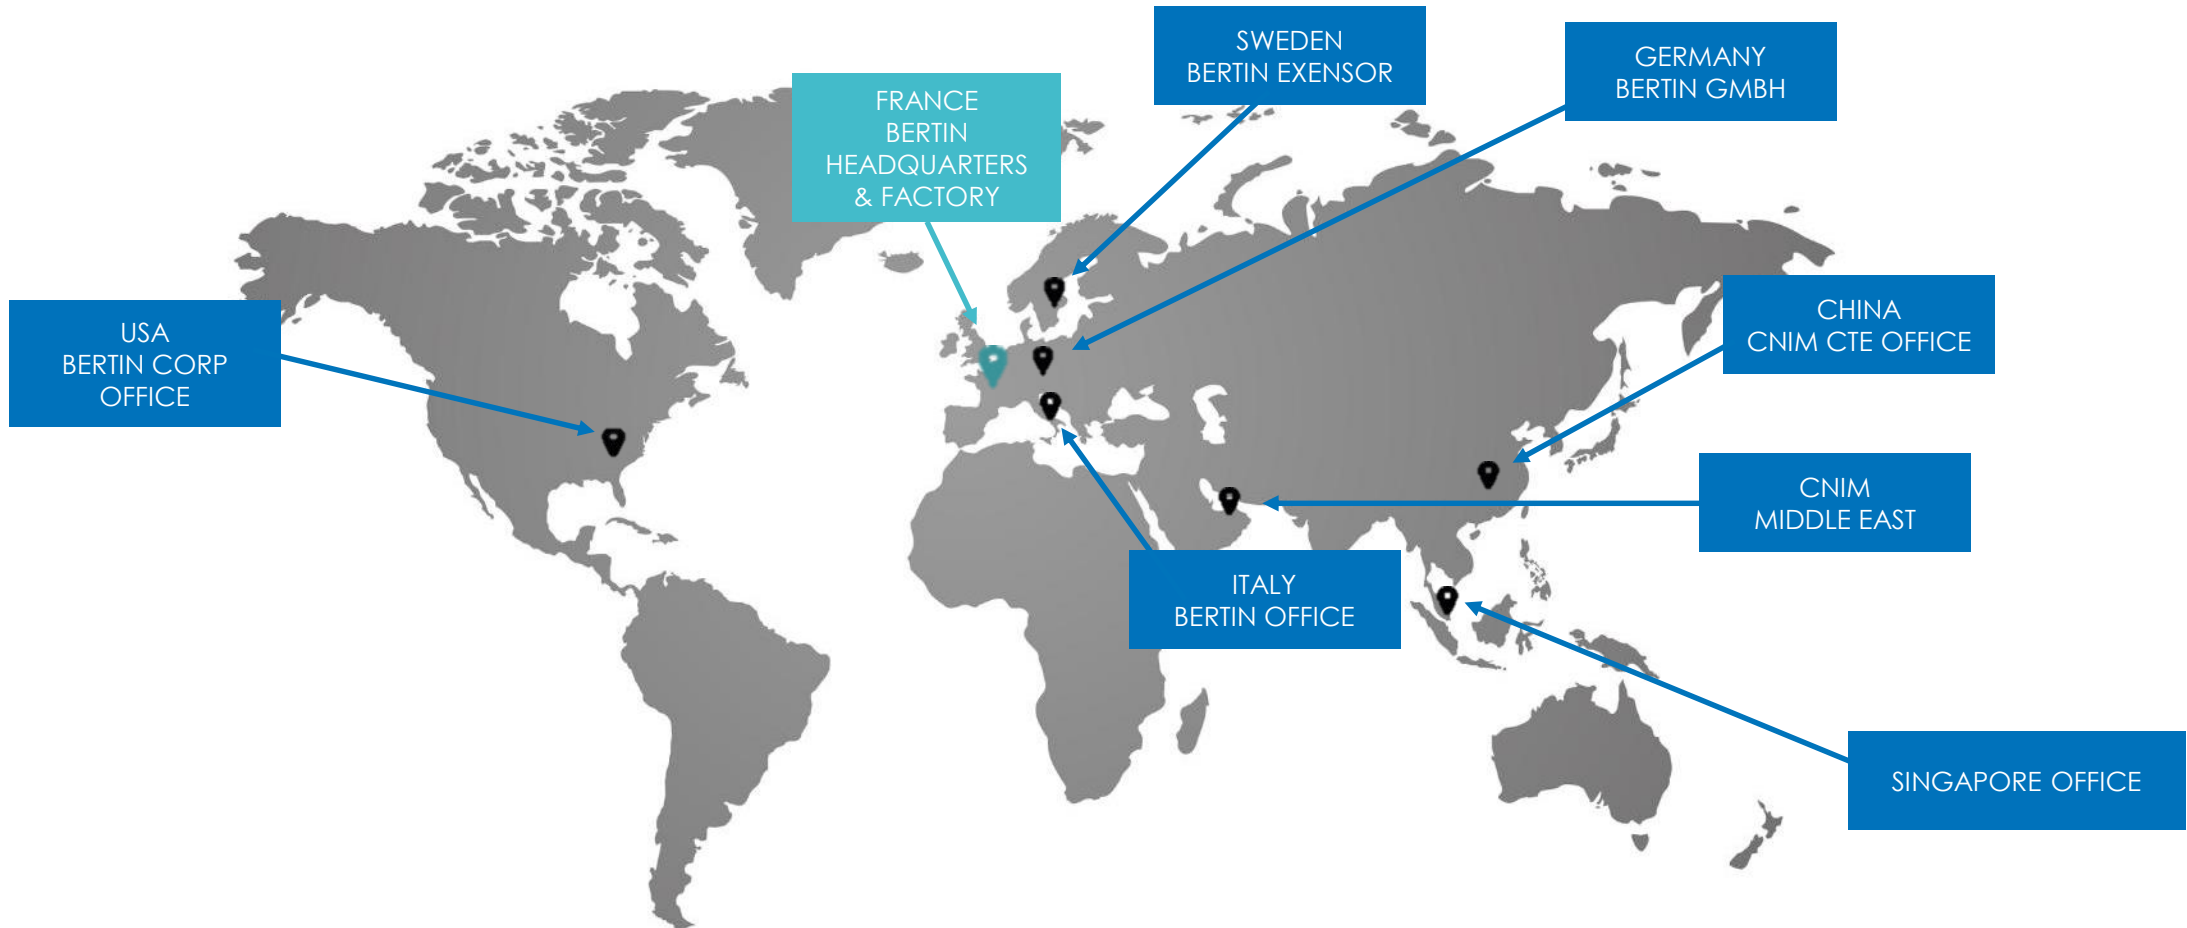 SWEDEN
BERTIN EXENSOR
GERMANY
BERTIN GMBH
FRANCE
BERTIN
HEADQUARTERS
& FACTORY
USA
BERTIN CORP
OFFICE
CHINA
CNIM CTE OFFICE
CNIM
MIDDLE EAST
ITALY
BERTIN OFFICE
SINGAPORE OFFICE